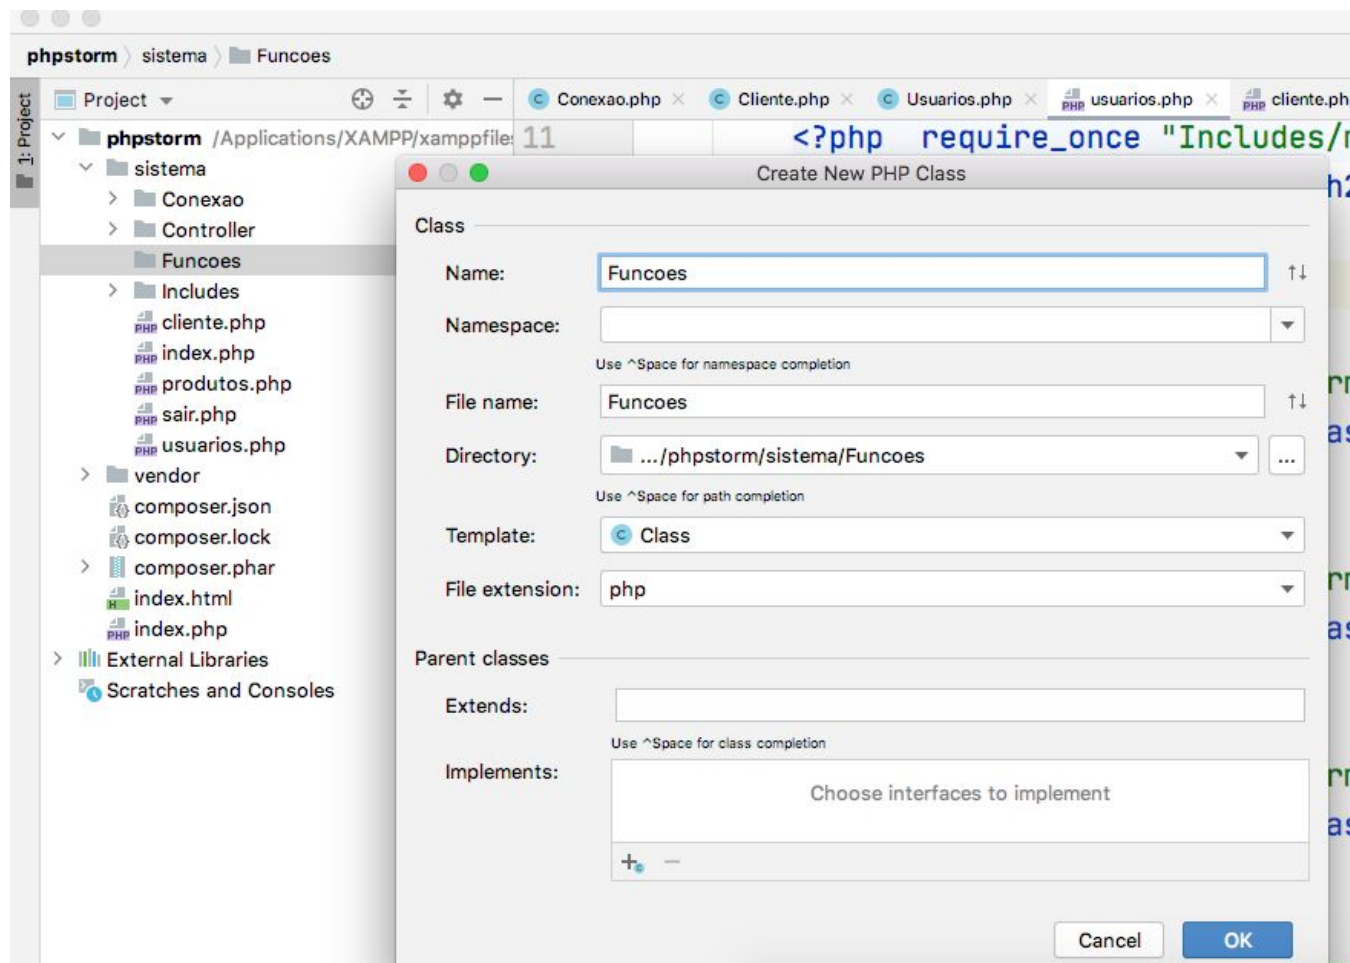 phpstorm sistema Funcoes
1: Project
Project
Conexao.php Cliente.php Usuarios.php usuarios.php cliente.ph
phpstorm /Applications/XAMPP/xamppfile
sistema
Conexao
Controller
Funcoes
Includes
cliente.php
index.php
produtos.php
sair.php
usuarios.php
vendor
composer.json
composer.lock
composer.phar
index.html
index.php
External Libraries
Scratches and Consoles
11 <?php require_once "Includes/
Create New PHP Class
Class
Name: Funcoes
Namespace:
Use ^Space for namespace completion
File name: Funcoes
Directory: .../phpstorm/sistema/Funcoes ...
Use ^Space for path completion
Template: Class
File extension: php
Parent classes
Extends:
Use ^Space for class completion
Implements:
Choose interfaces to implement
Cancel OK